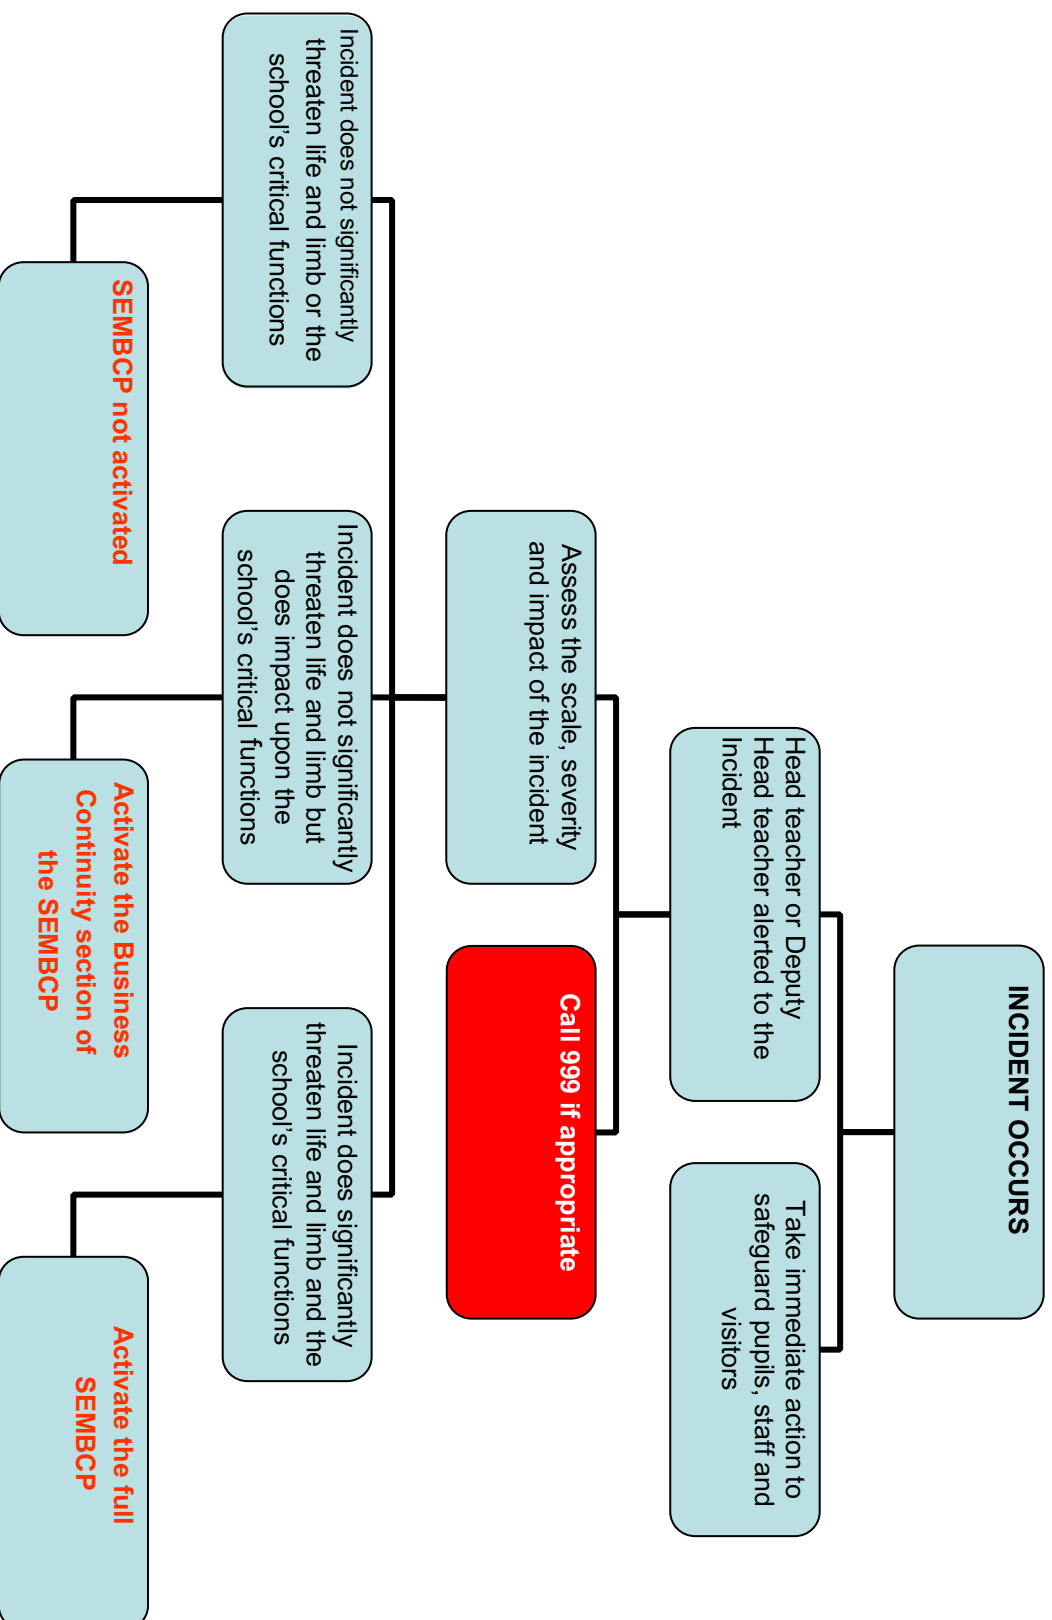 INCIDENT OCCURS
Head teacher or Deputy
Head teacher alerted to the
Incident
Take immediate action to
safeguard pupils, staff and
visitors
Assess the scale, severity
and impact of the incident
Call 999 if appropriate
Incident does not significantly
threaten life and limb or the
school's critical functions
Incident does not significantly
threaten life and limb but
does impact upon the
school's critical functions
Incident does significantly
threaten life and limb and the
school's critical functions
SEMBCP not activated
Activate the Business
Continuity section of
the SEMBCP
Activate the full
SEMBCP